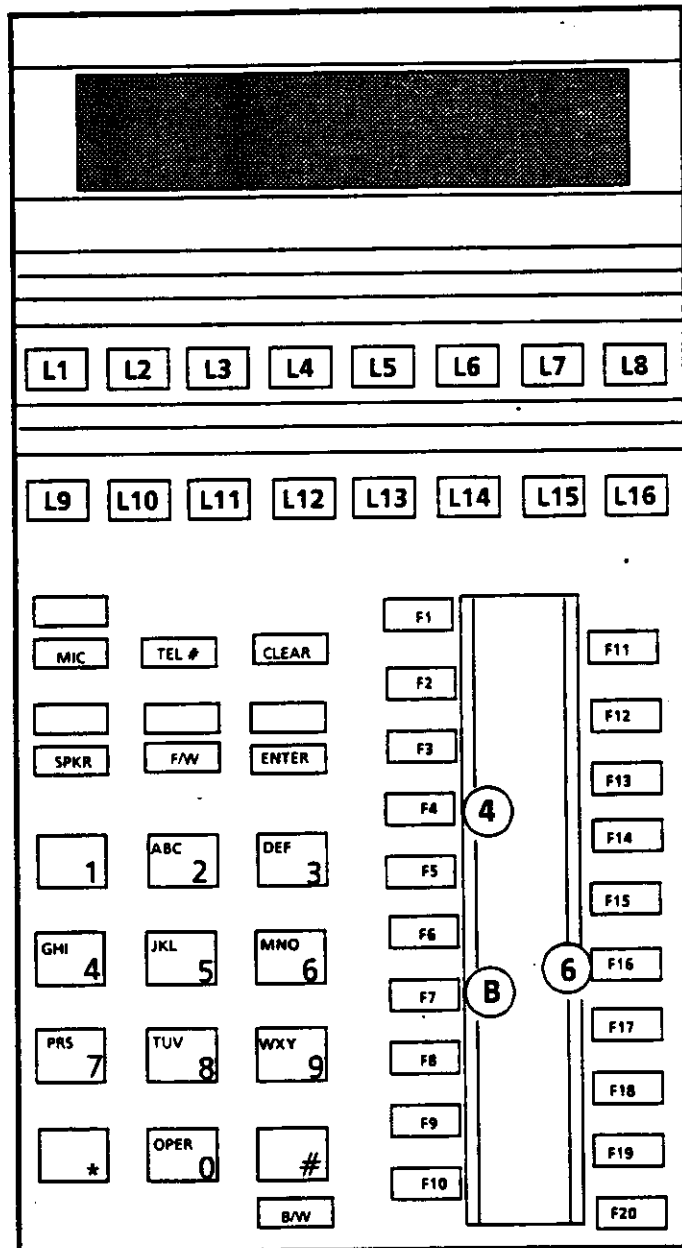 L1 L2 L3 L4 L5 L6 L7 L8
L9 L10 L11 L12 L13 L14 L15 L16
MIC TEL # CLEAR
SPKR F/W ENTER
1 ABC 2 DEF 3
GHI 4 JKL 5 MNO 6
PRS 7 TUV 8 WXY 9
* OPER 0 #
B/W
F1
F2
F3
F4 4
F5
F6
F7 B
F8
F9
F10
F11
F12
F13
F14
F15
6 F16
F17
F18
F19
F20